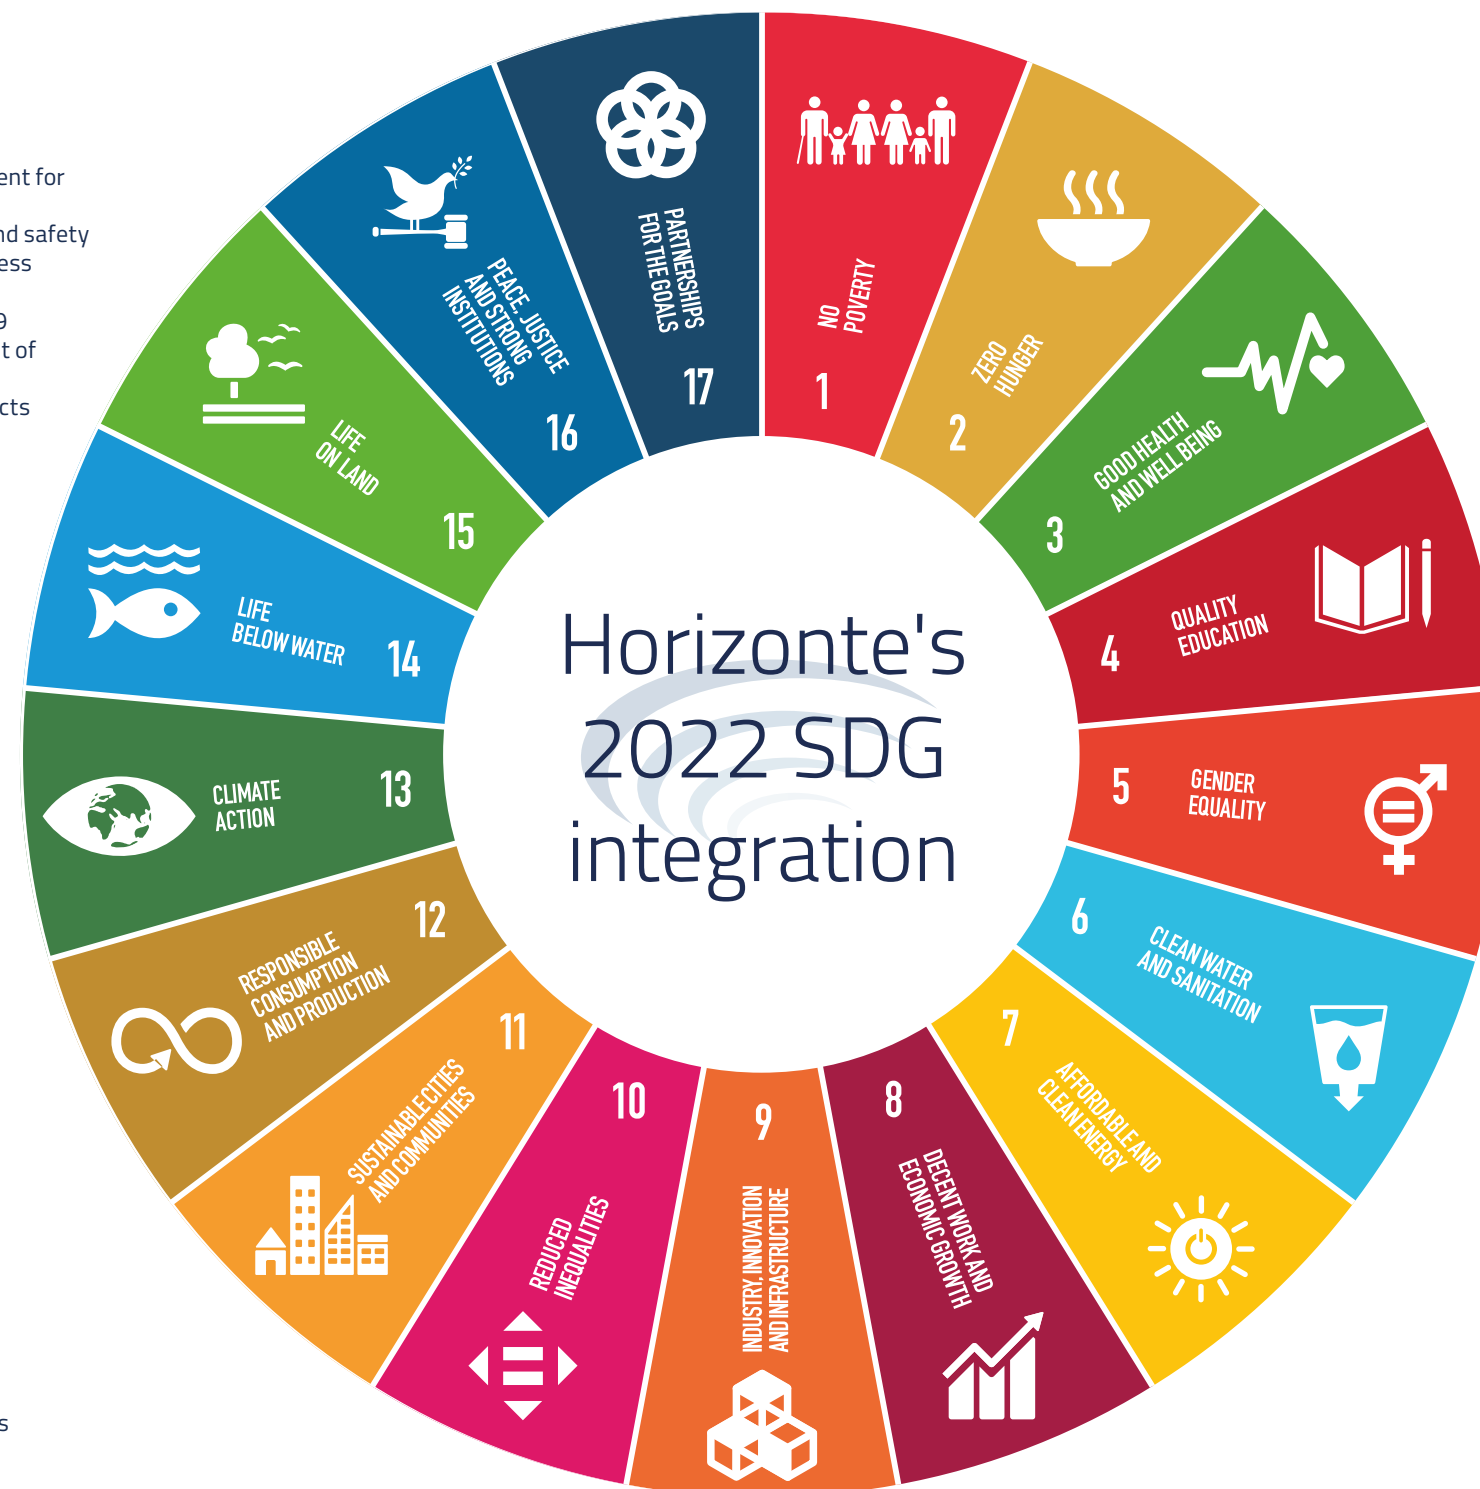 ent for
nd safety
ess
9
t of
cts
s
Horizonte's
2022 SDG
integration
NO
POVERTY
1
ZERO
HUNGER
2
GOOD HEALTH
AND WELL BEING
3
QUALITY
EDUCATION
4
GENDER
EQUALITY
5
CLEAN WATER
AND SANITATION
6
AFFORDABLE AND
CLEAN ENERGY
7
DECENT WORK AND
ECONOMIC GROWTH
8
INDUSTRY, INNOVATION
AND INFRASTRUCTURE
9
REDUCED
INEQUALITIES
10
SUSTAINABLE CITIES
AND COMMUNITIES
11
RESPONSIBLE
CONSUMPTION
AND PRODUCTION
12
CLIMATE
ACTION
13
LIFE
BELOW WATER
14
LIFE
ON LAND
15
PEACE, JUSTICE
AND STRONG
INSTITUTIONS
16
PARTNERSHIPS
FOR THE GOALS
17